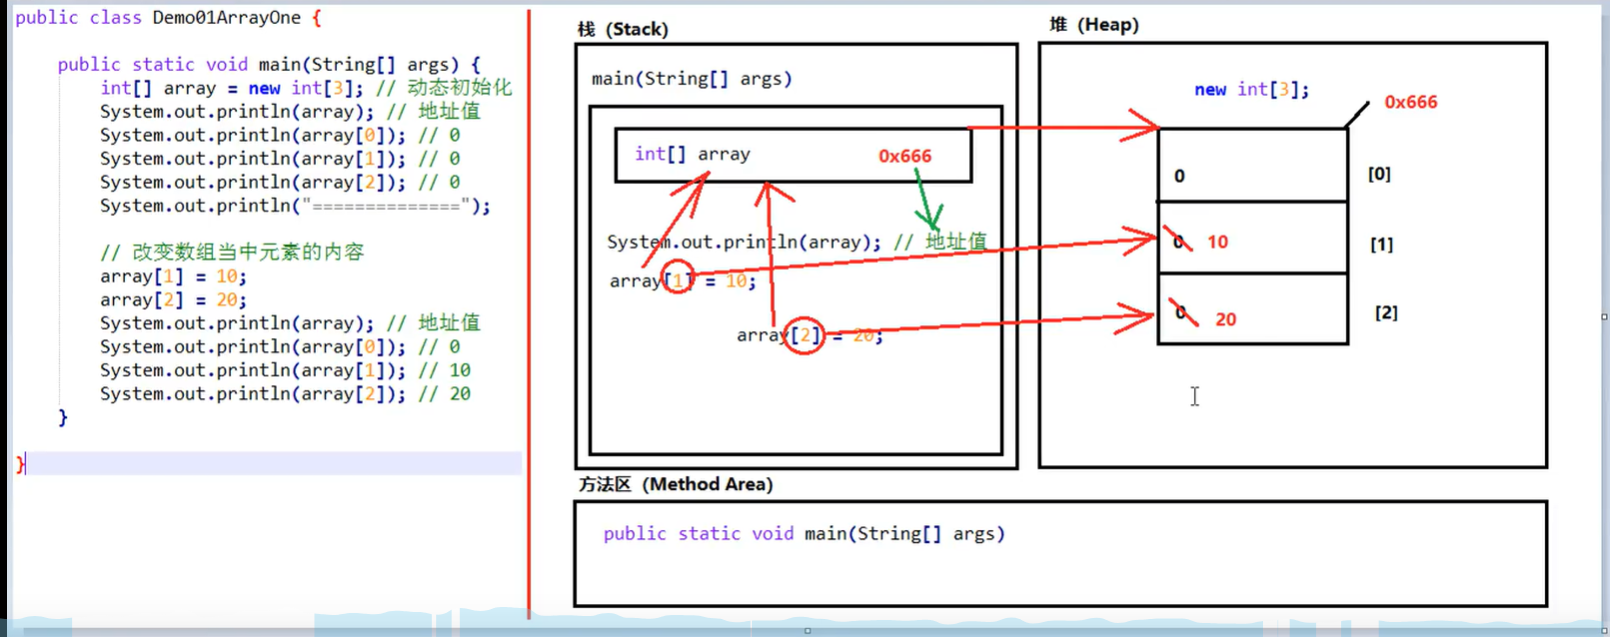 public class Demo01ArrayOne {
public static void main(String[] args) {
int[] array = new int[3]; // 动态初始化
System.out.println(array); // 地址值
System.out.println(array[0]); // 0
System.out.println(array[1]); // 0
System.out.println(array[2]); // 0
System.out.println("==============");
// 改变数组当中元素的内容
array[1] = 10;
array[2] = 20;
System.out.println(array); // 地址值
System.out.println(array[0]); // 0
System.out.println(array[1]); // 10
System.out.println(array[2]); // 20
}
}
栈 (Stack)
main(String[] args)
int[] array 0x666
System.out.println(array); // 地址值
array[1] = 10;
array[2] = 20;
堆 (Heap)
new int[3];
0x666
0 [0]
0 10 [1]
0 20 [2]
方法区 (Method Area)
public static void main(String[] args)